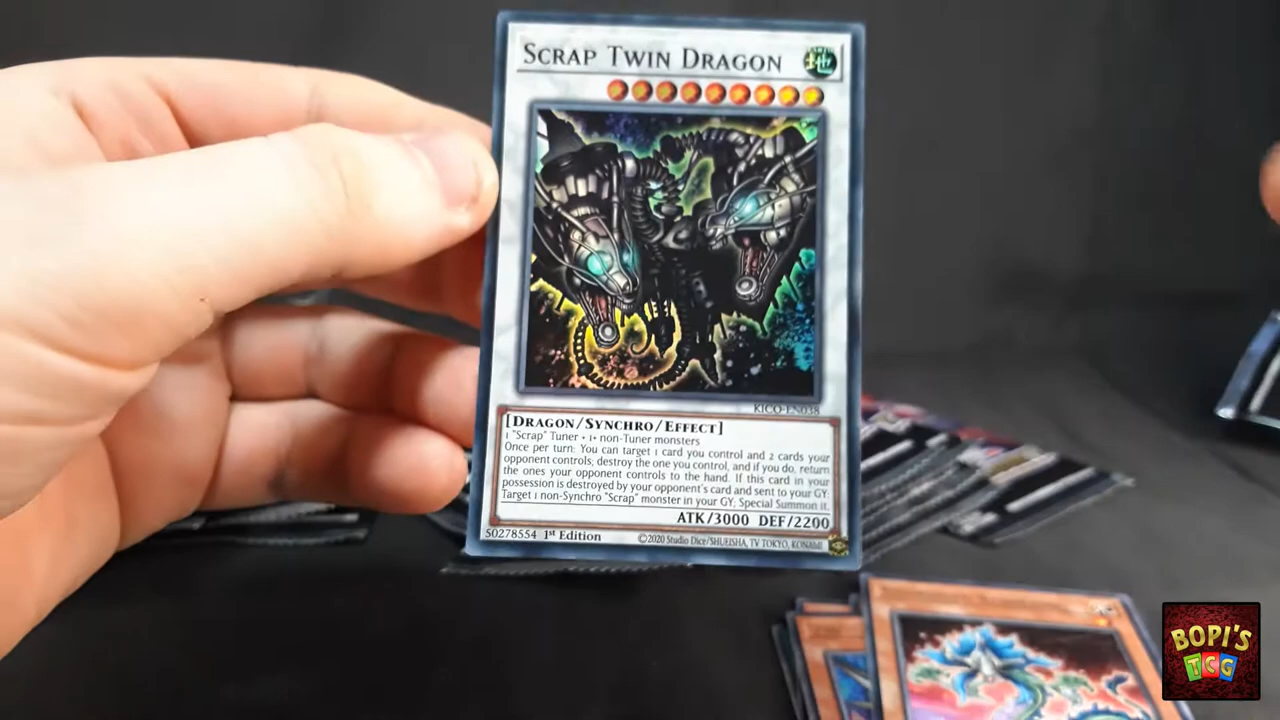 SCRAP TWIN DRAGON
KICO-EN038
[DRAGON/SYNCHRO/EFFECT]
1 "Scrap" Tuner + 1+ non-Tuner monsters
Once per turn: You can target 1 card you control and 2 cards your
opponent controls; destroy the one you control, and if you do, return
the ones your opponent controls to the hand. If this card in your
possession is destroyed by your opponent's card and sent to your GY:
Target 1 non-Synchro "Scrap" monster in your GY; Special Summon it.
ATK/3000 DEF/2200
50278554 1st Edition ©2020 Studio Dice/SHUEISHA, TV TOKYO, KONAMI
BOPI'S
TCG